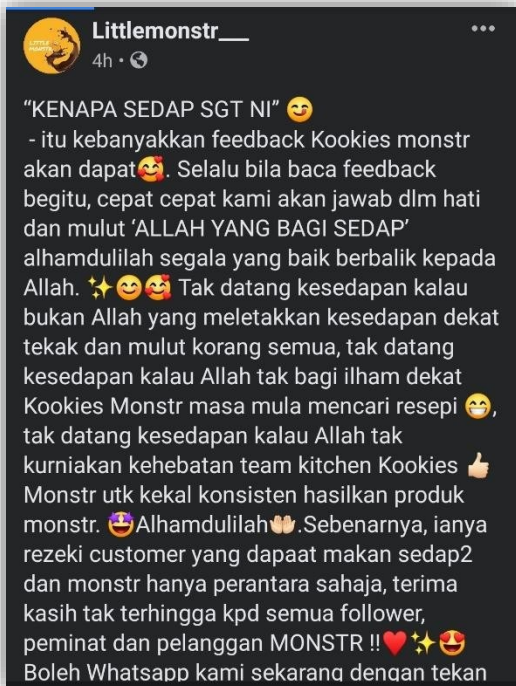 LITTLE
MONSTR
Littlemonstr___
4h ·
“KENAPA SEDAP SGT NI” 😏
- itu kebanyakkan feedback Kookies monstr
akan dapat🥰. Selalu bila baca feedback
begitu, cepat cepat kami akan jawab dlm hati
dan mulut ‘ALLAH YANG BAGI SEDAP’
alhamdulilah segala yang baik berbalik kepada
Allah. ✨😊🥰 Tak datang kesedapan kalau
bukan Allah yang meletakkan kesedapan dekat
tekak dan mulut korang semua, tak datang
kesedapan kalau Allah tak bagi ilham dekat
Kookies Monstr masa mula mencari resepi 😁,
tak datang kesedapan kalau Allah tak
kurniakan kehebatan team kitchen Kookies 👍🏻
Monstr utk kekal konsisten hasilkan produk
monstr. 🤩Alhamdulilah🤲🏻.Sebenarnya, ianya
rezeki customer yang dapaat makan sedap2
dan monstr hanya perantara sahaja, terima
kasih tak terhingga kpd semua follower,
peminat dan pelanggan MONSTR !!❤️✨🤩
Boleh Whatsapp kami sekarang dengan tekan